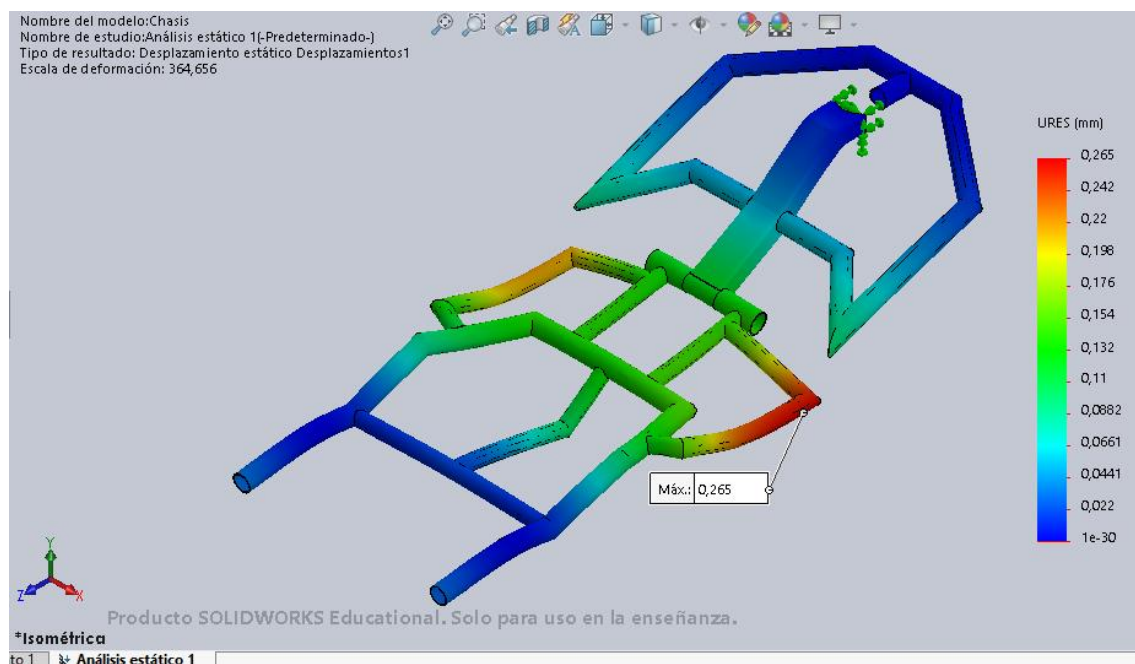 Nombre del modelo:Chasis
Nombre de estudio:Análisis estático 1(-Predeterminado-)
Tipo de resultado: Desplazamiento estático Desplazamientos1
Escala de deformación: 364,656
URES (mm)
0,265
0,242
0,22
0,198
0,176
0,154
0,132
0,11
0,0882
0,0661
0,0441
0,022
1e-30
Máx.: 0,265
Y
Z
X
Producto SOLIDWORKS Educational. Solo para uso en la enseñanza.
*Isométrica
to 1 Análisis estático 1